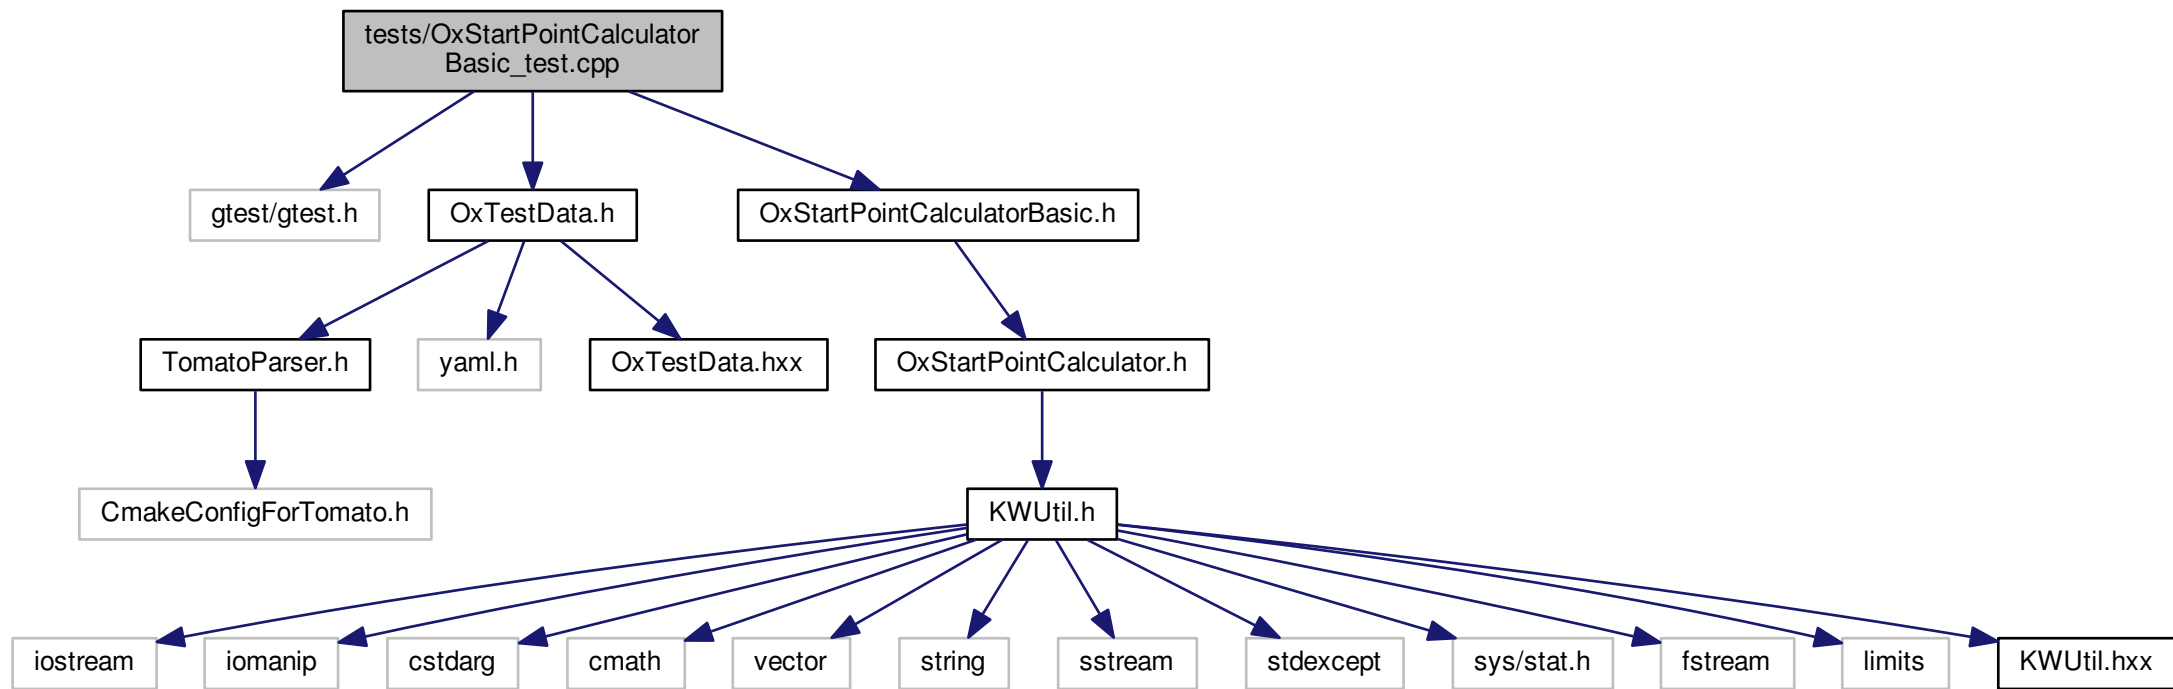 tests/OxStartPointCalculator
Basic_test.cpp
gtest/gtest.h
OxTestData.h
OxStartPointCalculatorBasic.h
TomatoParser.h
yaml.h
OxTestData.hxx
OxStartPointCalculator.h
CmakeConfigForTomato.h
KWUtil.h
iostream
iomanip
cstdarg
cmath
vector
string
sstream
stdexcept
sys/stat.h
fstream
limits
KWUtil.hxx